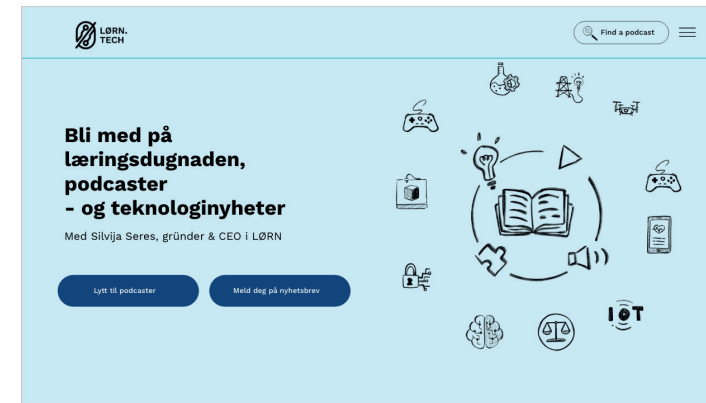 LØRN.
TECH
Find a podcast
Bli med på
læringsdugnaden,
podcaster
- og teknologinyheter
Med Silvija Seres, gründer & CEO i LØRN
Lytt til podcaster
Meld deg på nyhetsbrev
IOT